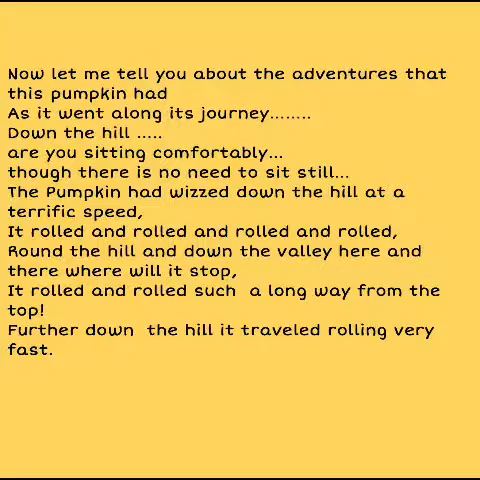 Now let me tell you about the adventures that
this pumpkin had
As it went along its journey........
Down the hill .....
are you sitting comfortably...
though there is no need to sit still...
The Pumpkin had wizzed down the hill at a
terrific speed,
It rolled and rolled and rolled and rolled,
Round the hill and down the valley here and
there where will it stop,
It rolled and rolled such  a long way from the
top!
Further down  the hill it traveled rolling very
fast.